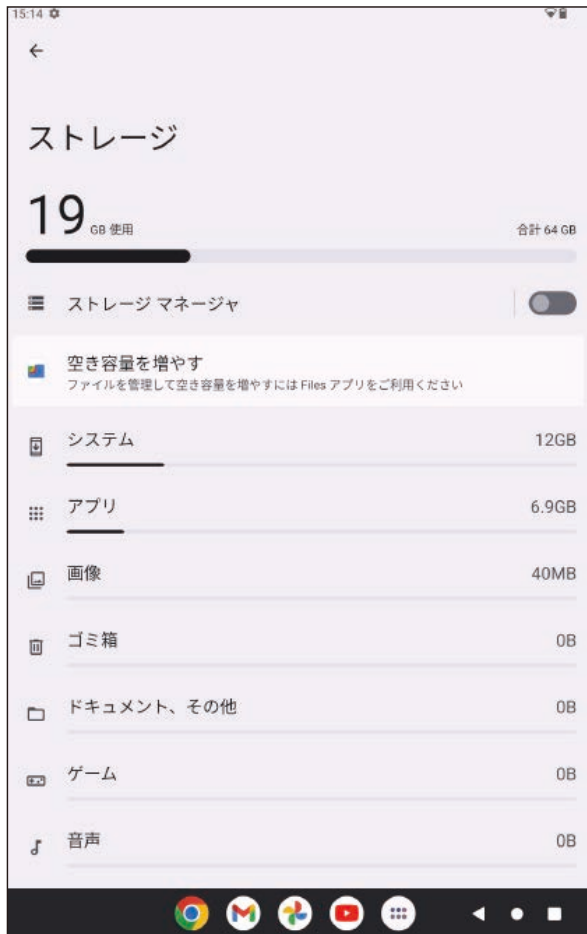 15:14
ストレージ
19 GB 使用
合計 64 GB
ストレージ マネージャ
空き容量を増やす
ファイルを管理して空き容量を増やすには Files アプリをご利用ください
システム 12GB
アプリ 6.9GB
画像 40MB
ゴミ箱 0B
ドキュメント、その他 0B
ゲーム 0B
音声 0B